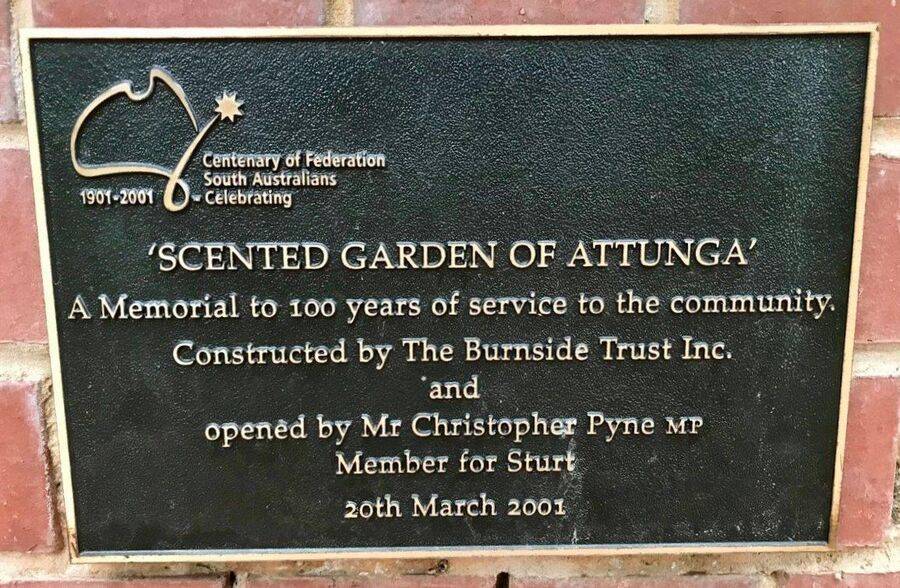 Centenary of Federation
South Australians
1901-2001 Celebrating
'SCENTED GARDEN OF ATTUNGA'
A Memorial to 100 years of service to the community.
Constructed by The Burnside Trust Inc.
and
opened by Mr Christopher Pyne MP
Member for Sturt
20th March 2001